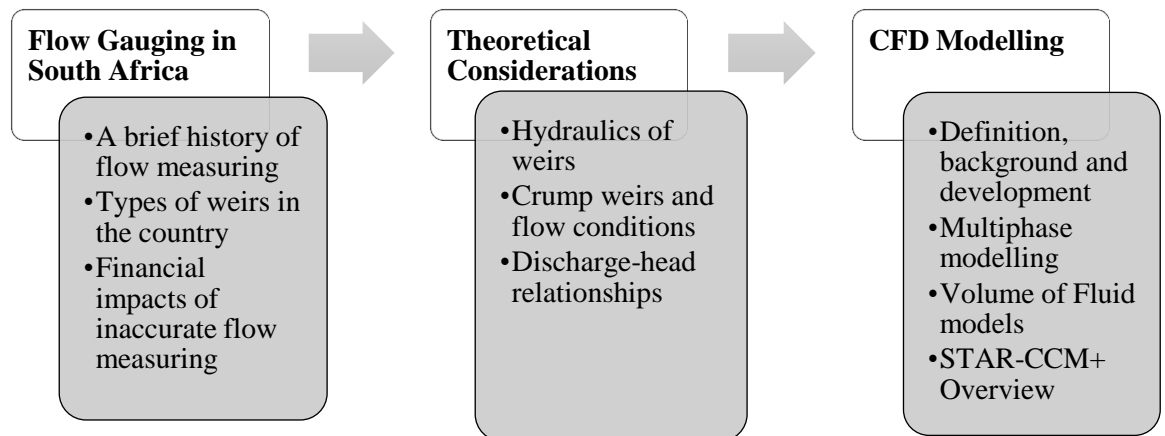 Flow Gauging in
South Africa
•A brief history of
flow measuring
•Types of weirs in
the country
•Financial
impacts of
inaccurate flow
measuring
Theoretical
Considerations
•Hydraulics of
weirs
•Crump weirs and
flow conditions
•Discharge-head
relationships
CFD Modelling
•Definition,
background and
development
•Multiphase
modelling
•Volume of Fluid
models
•STAR-CCM+
Overview